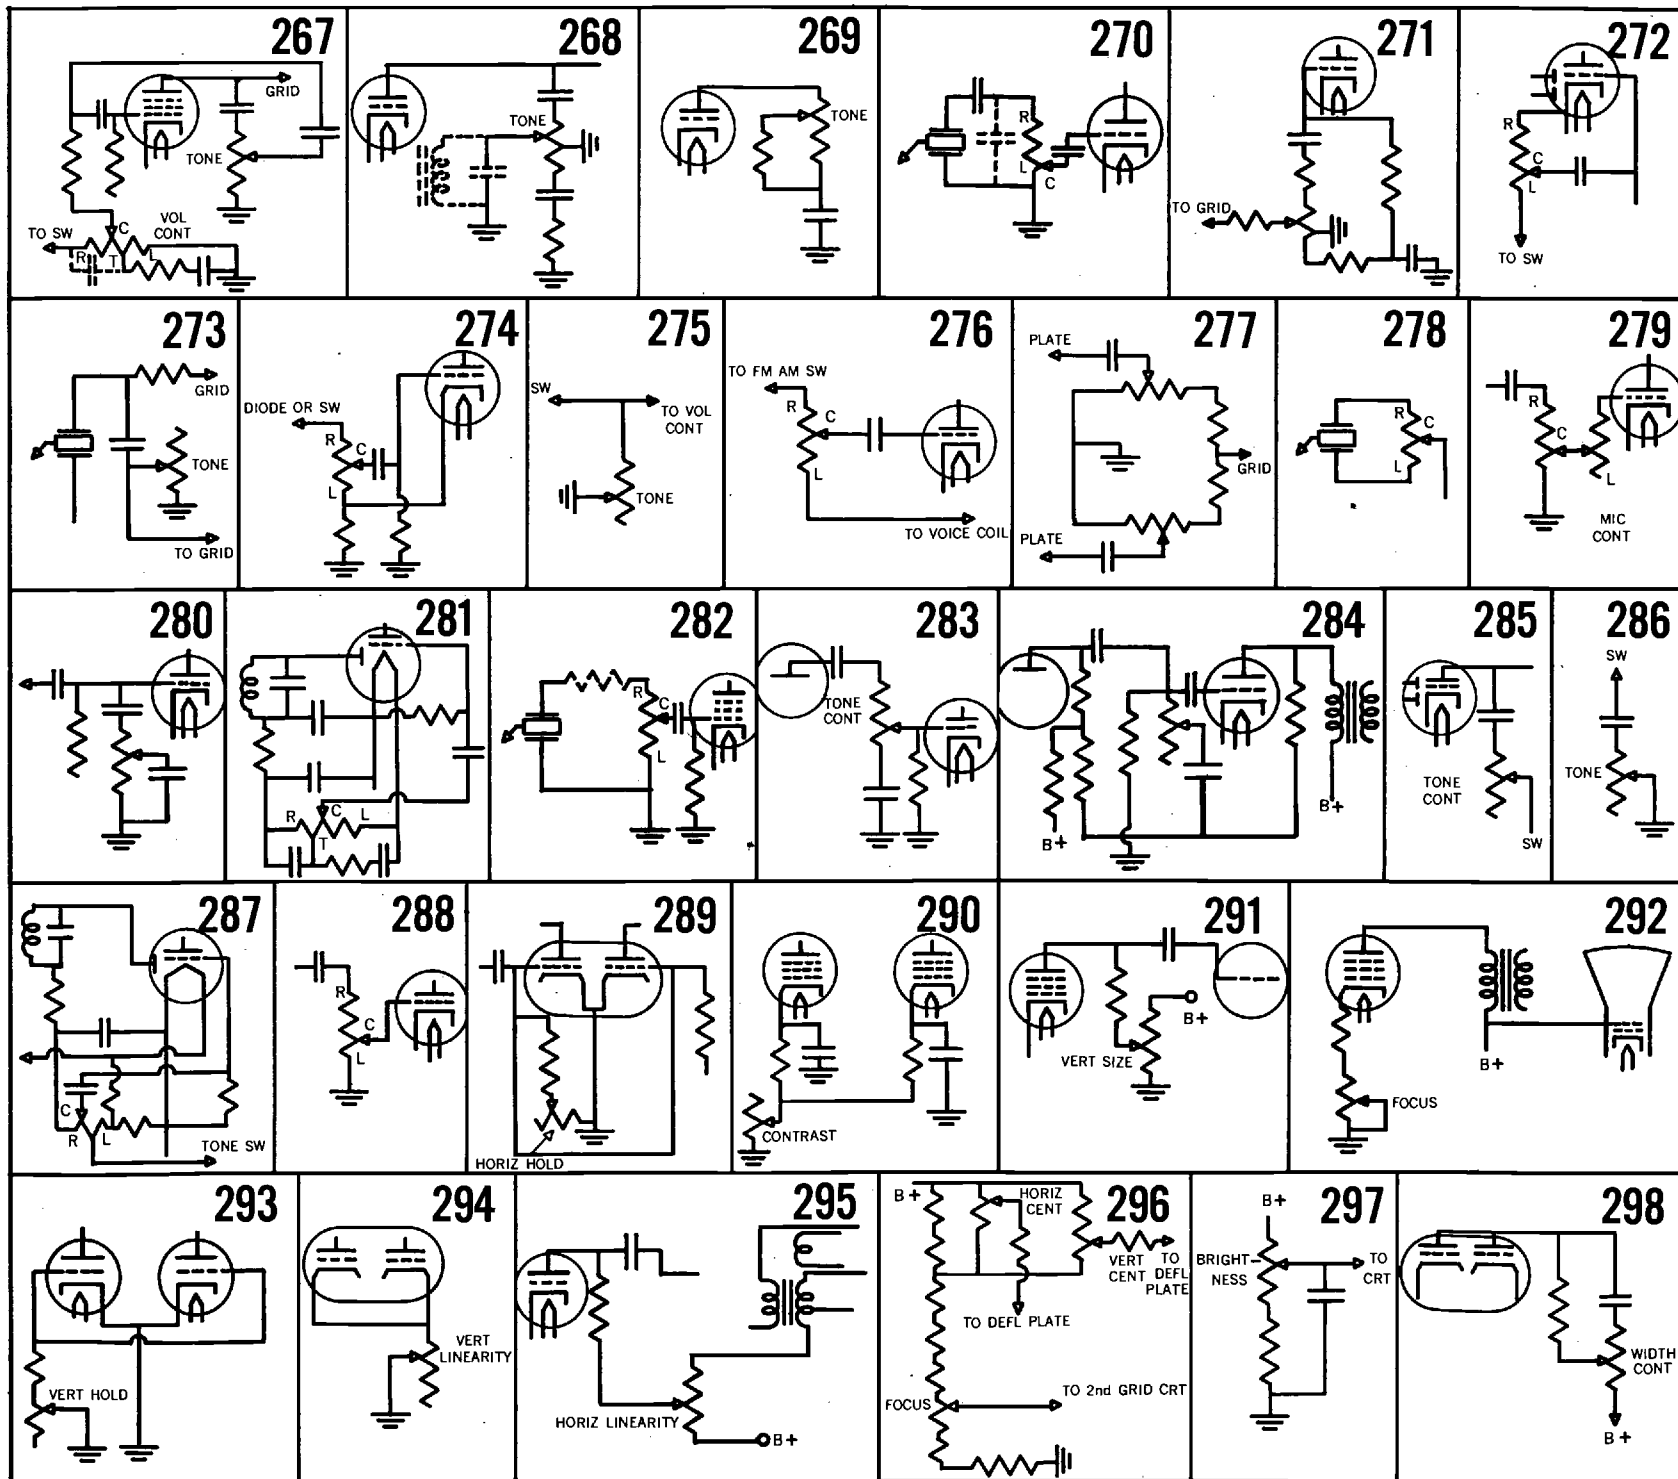 267
GRID
TONE
VOL
CONT
TO SW
C
R
T
L
268
TONE
269
TONE
270
R
L
C
271
TO GRID
272
R
C
L
TO SW
273
GRID
TONE
TO GRID
274
DIODE OR SW
R
C
L
275
SW
TO VOL
CONT
TONE
276
TO FM AM SW
R
C
L
TO VOICE COIL
277
PLATE
GRID
PLATE
278
R
C
L
279
R
C
L
MIC
CONT
280
281
R
C
L
T
282
R
C
L
283
TONE
CONT
284
B+
B+
285
TONE
CONT
SW
286
SW
TONE
287
C
R
L
TONE SW
288
R
C
L
289
HORIZ HOLD
290
CONTRAST
291
B+
VERT SIZE
292
B+
FOCUS
293
VERT HOLD
294
VERT
LINEARITY
295
HORIZ LINEARITY
B+
296
B+
HORIZ
CENT
VERT
CENT
TO
DEFL
PLATE
TO DEFL PLATE
FOCUS
TO 2nd GRID CRT
297
B+
BRIGHT-
NESS
TO
CRT
298
WIDTH
CONT
B+